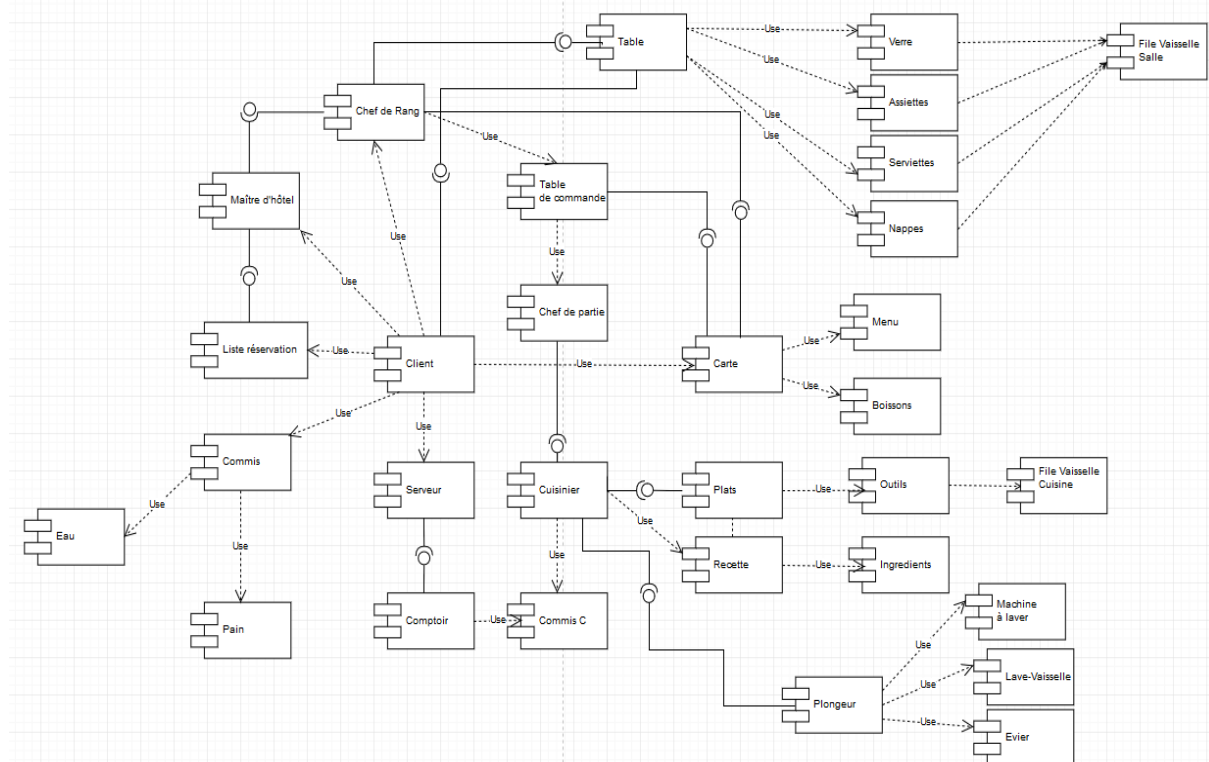 Table
Use
Verre
File Vaisselle
Salle
Use
Assiettes
Chef de Rang
Use
Use
Use
Serviettes
Table
de commande
Maître d'hôtel
Nappes
Use
Use
Use
Chef de partie
Menu
Use
Liste réservation
Use
Client
Use
Carte
Use
Boissons
Use
Use
Commis
Serveur
Cuisinier
Plats
Use
Outils
File Vaisselle
Cuisine
Use
Eau
Use
Use
Use
Recette
Use
Ingredients
Pain
Comptoir
Use
Commis C
Machine
à laver
Use
Lave-Vaisselle
Use
Plongeur
Use
Evier